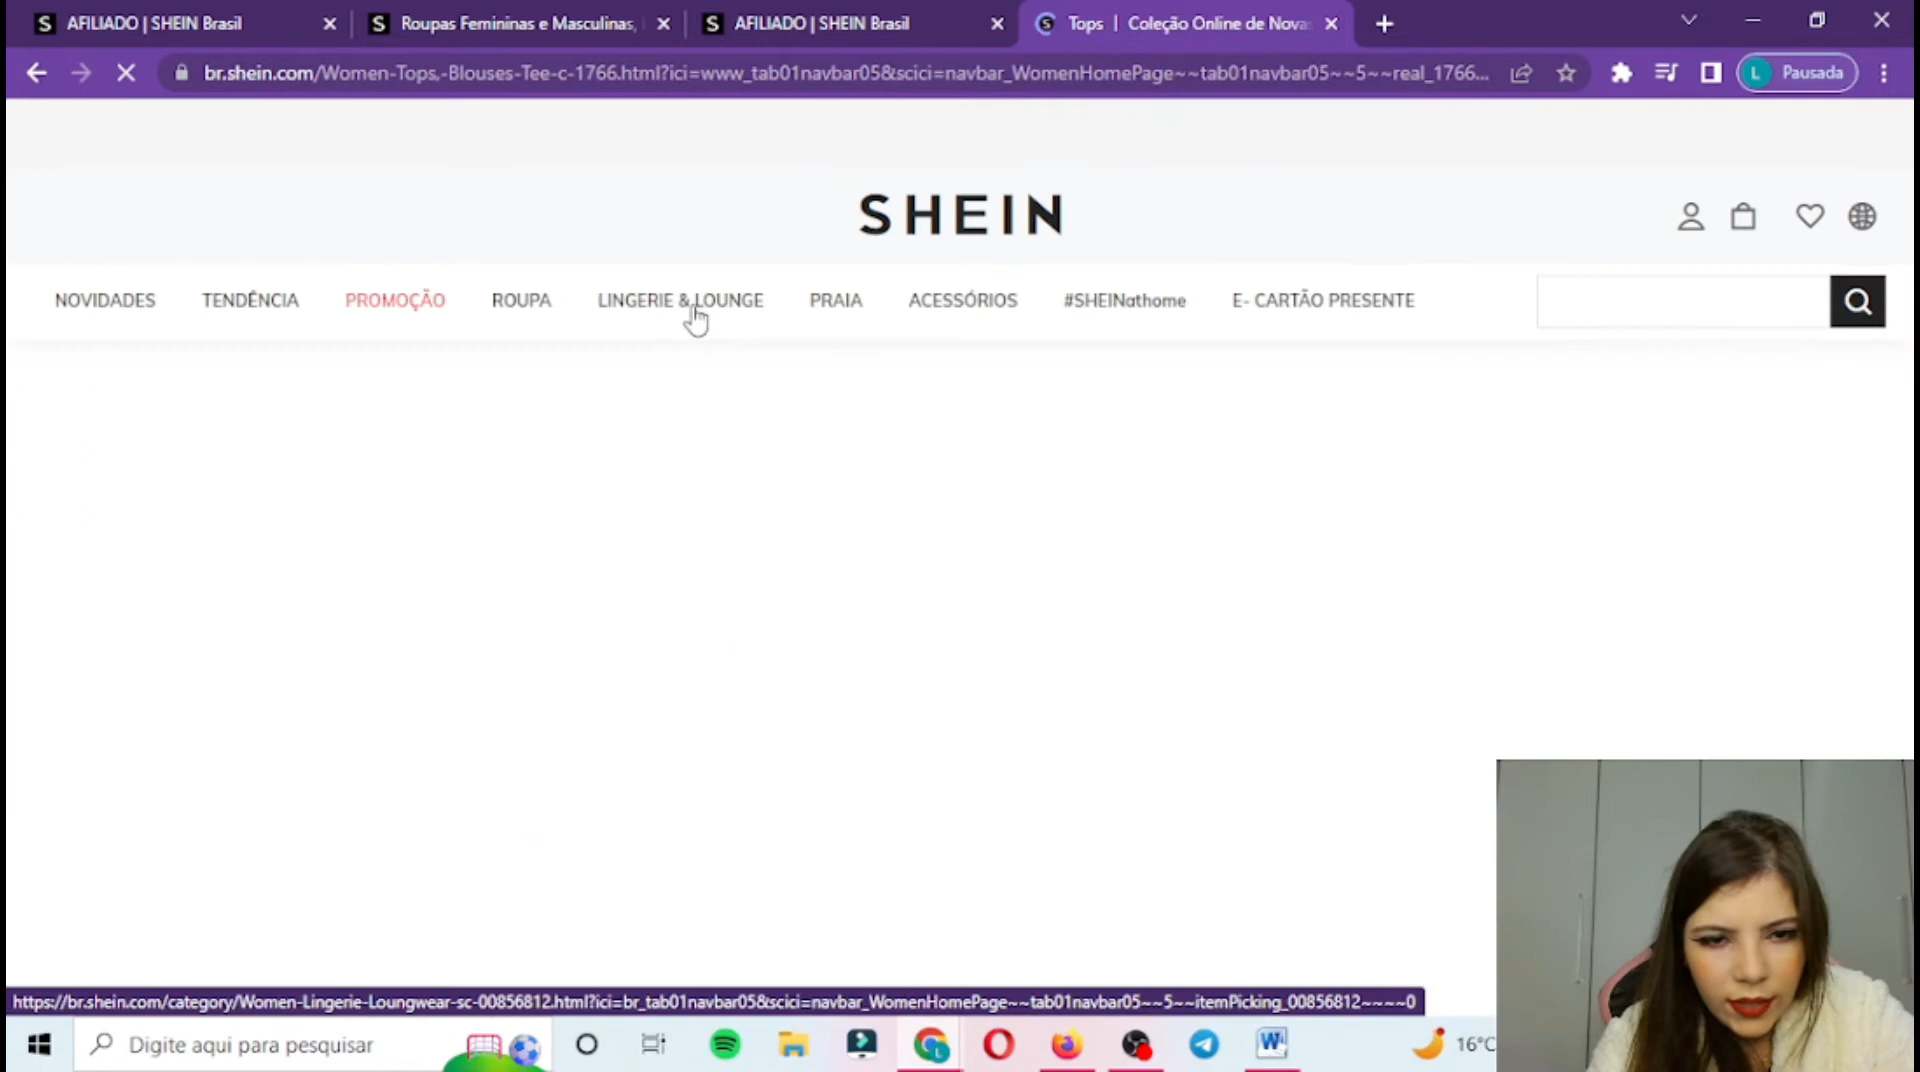 AFILIADO | SHEIN Brasil
Roupas Femininas e Masculinas,
AFILIADO | SHEIN Brasil
Tops | Coleção Online de Nova
br.shein.com/Women-Tops,-Blouses-Tee-c-1766.html?ici=www_tab01navbar05&scici=navbar_WomenHomePage~~tab01navbar05~~5~~real_1766...
L Pausada
SHEIN
NOVIDADES TENDÊNCIA PROMOÇÃO ROUPA LINGERIE & LOUNGE PRAIA ACESSÓRIOS #SHEINathome E- CARTÃO PRESENTE
https://br.shein.com/category/Women-Lingerie-Loungwear-sc-00856812.html?ici=br_tab01navbar05&scici=navbar_WomenHomePage~~tab01navbar05~~5~~itemPicking_00856812~~~~0
Digite aqui para pesquisar
16°C